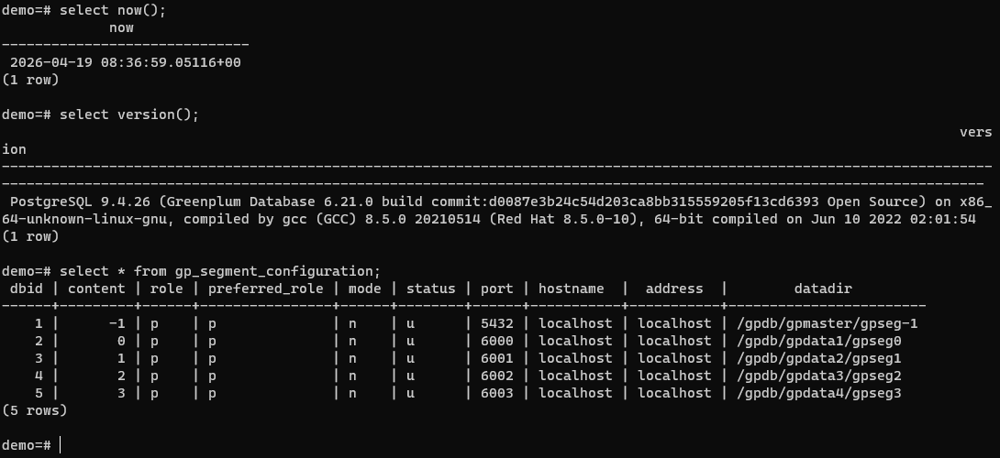 demo=# select now();
              now
------------------------------
 2026-04-19 08:36:59.05116+00
(1 row)

demo=# select version();
                                                                                                                    vers
ion
------------------------------------------------------------------------------------------------------------------------
-----------------------------------------------------------------------------------------------------------------------
 PostgreSQL 9.4.26 (Greenplum Database 6.21.0 build commit:d0087e3b24c54d203ca8bb315559205f13cd6393 Open Source) on x86_
64-unknown-linux-gnu, compiled by gcc (GCC) 8.5.0 20210514 (Red Hat 8.5.0-10), 64-bit compiled on Jun 10 2022 02:01:54
(1 row)

demo=# select * from gp_segment_configuration;
 dbid | content | role | preferred_role | mode | status | port | hostname  |  address  |        datadir
------+---------+------+----------------+------+--------+------+-----------+-----------+------------------------
    1 |      -1 | p    | p              | n    | u      | 5432 | localhost | localhost | /gpdb/gpmaster/gpseg-1
    2 |       0 | p    | p              | n    | u      | 6000 | localhost | localhost | /gpdb/gpdata1/gpseg0
    3 |       1 | p    | p              | n    | u      | 6001 | localhost | localhost | /gpdb/gpdata2/gpseg1
    4 |       2 | p    | p              | n    | u      | 6002 | localhost | localhost | /gpdb/gpdata3/gpseg2
    5 |       3 | p    | p              | n    | u      | 6003 | localhost | localhost | /gpdb/gpdata4/gpseg3
(5 rows)

demo=#